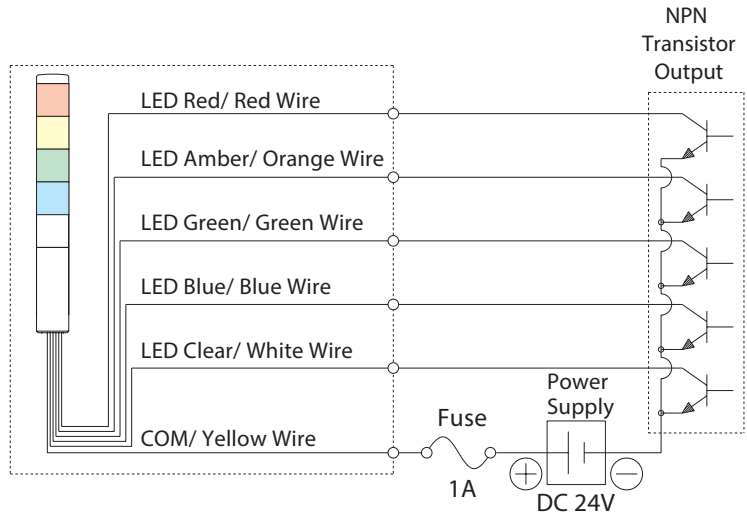 NPN
Transistor
Output
LED Red/ Red Wire
LED Amber/ Orange Wire
LED Green/ Green Wire
LED Blue/ Blue Wire
LED Clear/ White Wire
COM/ Yellow Wire
Fuse
1A
Power
Supply
+
−
DC 24V